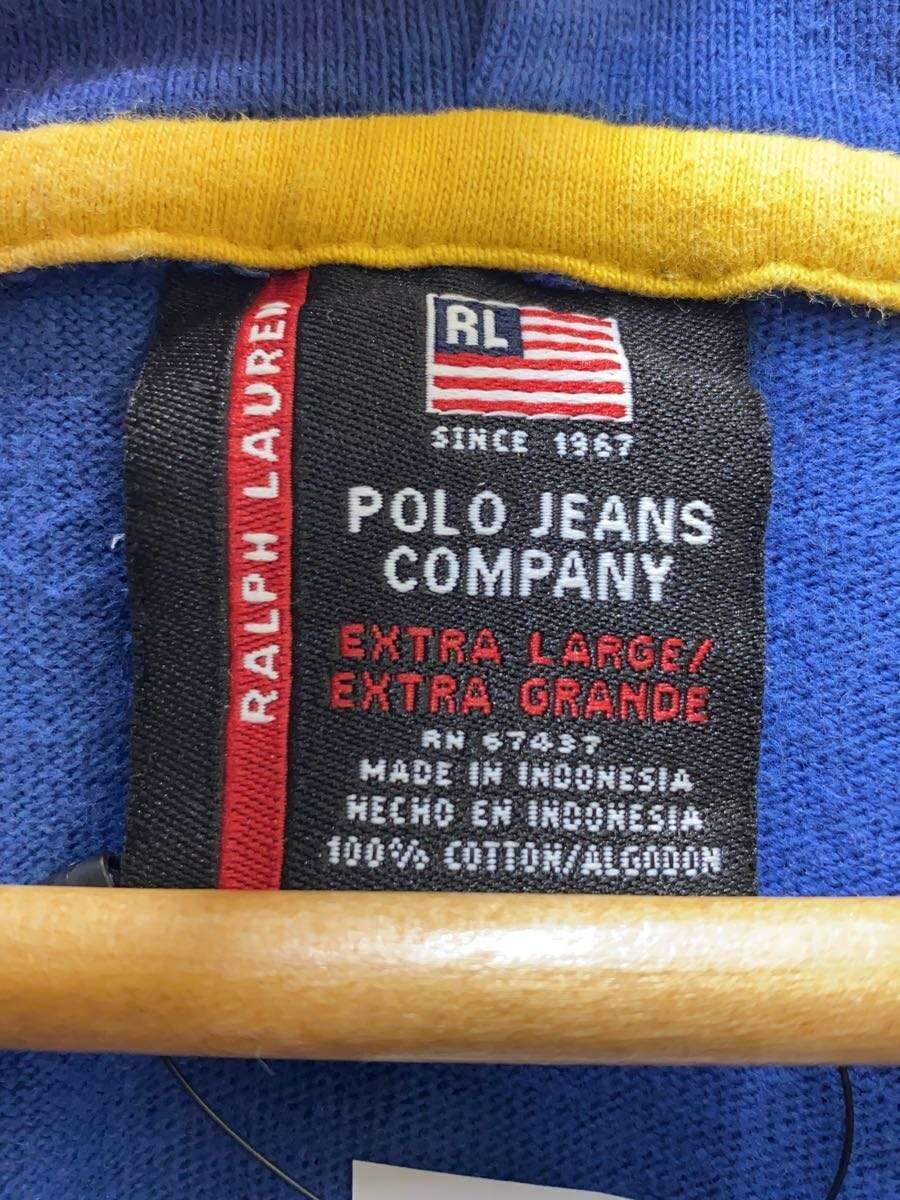 RALPH LAUREN
RL
SINCE 1967
POLO JEANS
COMPANY
EXTRA LARGE/
EXTRA GRANDE
RN 67437
MADE IN INDONESIA
HECHO EN INDONESIA
100% COTTON/ALGODON